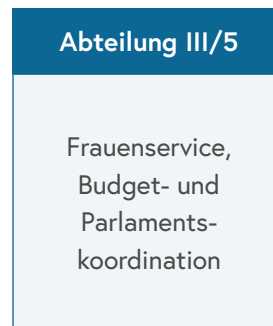 Abteilung III/5
Frauenservice,
Budget- und
Parlaments-
koordination